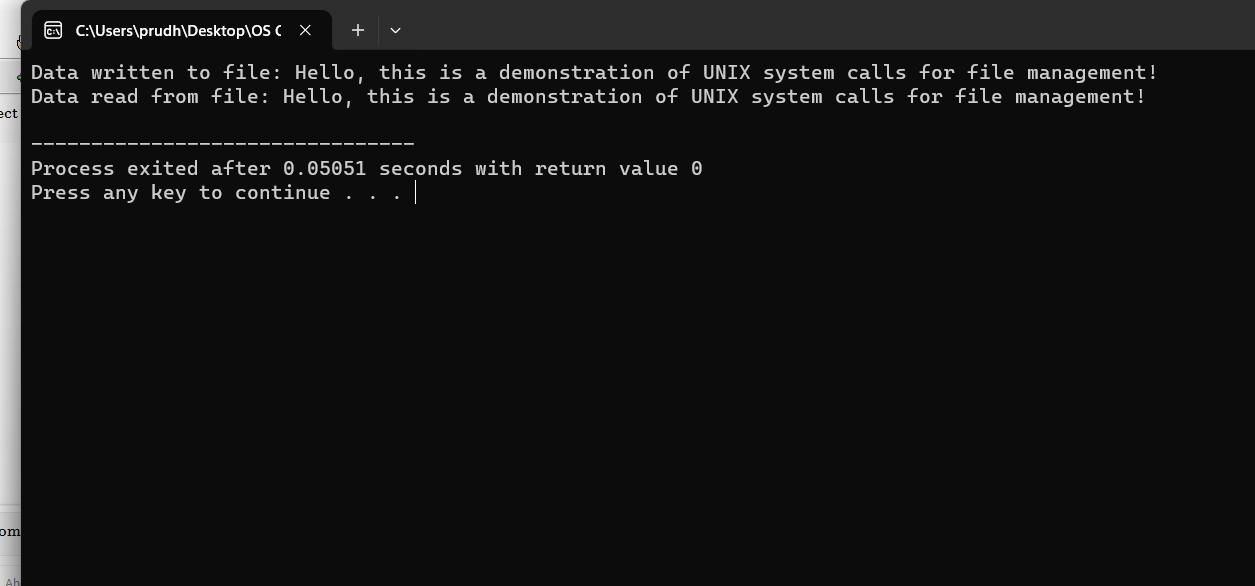 C:\Users\prudh\Desktop\OS C
Data written to file: Hello, this is a demonstration of UNIX system calls for file management!
Data read from file: Hello, this is a demonstration of UNIX system calls for file management!
ect
--------------------------------
Process exited after 0.05051 seconds with return value 0
Press any key to continue . . .
om
Ah